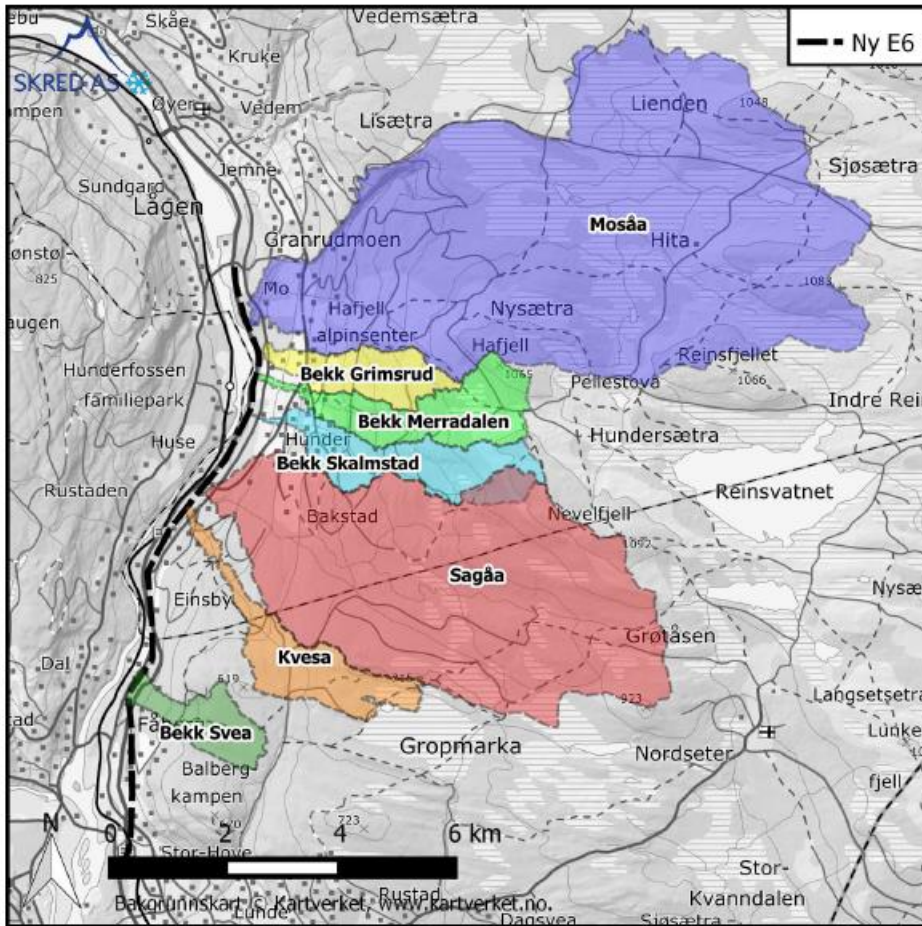 Skåe
Vedemsætra
Kruke
Ny E6
SKRED AS
Øyer
Vedem
Lienden
1048
Lisætra
Jemne
Sjøsætra
Sundgard
Lågen
Mosåa
Hita
Granrudmoen
825
Mo
1083
Hafjell
alpinsenter
Nysætra
Hafjell
Reinsfjellet
Hunderfossen
familiepark
Bekk Grimsrud
1065
Pellestova
1066
Indre Rei
Bekk Merradalen
Huse
Hunder
Hundersætra
Bekk Skalmstad
Rustaden
Reinsvatnet
Bakstad
Nevelfjell
1092
Sagåa
Einsby
Nysæ
Grøtåsen
Dal
Kvesa
819
923
Langsetsetra
Bekk Svea
Gropmarka
Nordseter
Lunke
fjell
Balberg
kampen
N
0
2
4
6 km
723
Stor-Hove
Stor-
Kvanndalen
Bakgrunnskart © Kartverket, www.kartverket.no.
Rustad
Lunde
Dagsvea
Sjøsætra